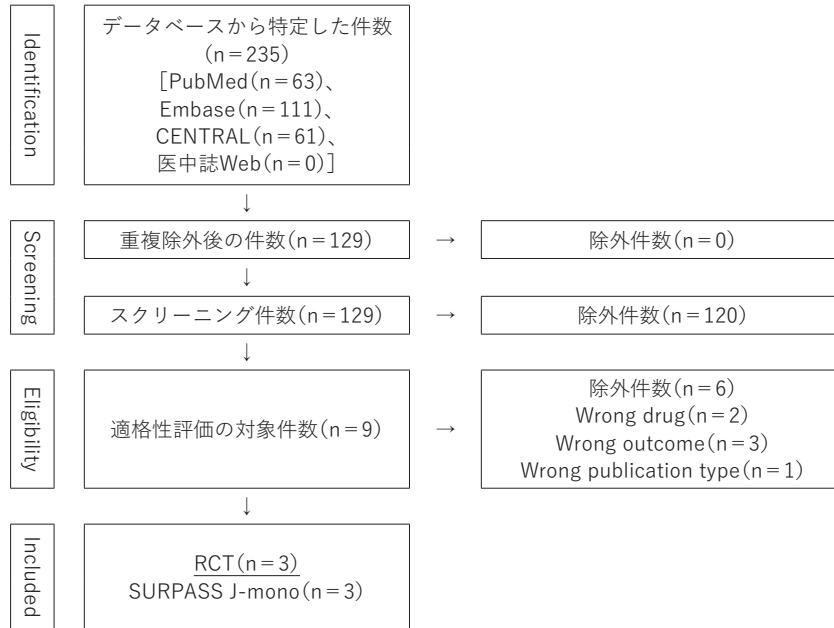 Identification
データベースから特定した件数
(n=235)
[PubMed(n=63)、
Embase(n=111)、
CENTRAL(n=61)、
医中誌Web(n=0)]
↓
Screening
重複除外後の件数(n=129)
→
除外件数(n=0)
↓
スクリーニング件数(n=129)
→
除外件数(n=120)
↓
Eligibility
適格性評価の対象件数(n=9)
→
除外件数(n=6)
Wrong drug(n=2)
Wrong outcome(n=3)
Wrong publication type(n=1)
↓
Included
RCT(n=3)
SURPASS J-mono(n=3)